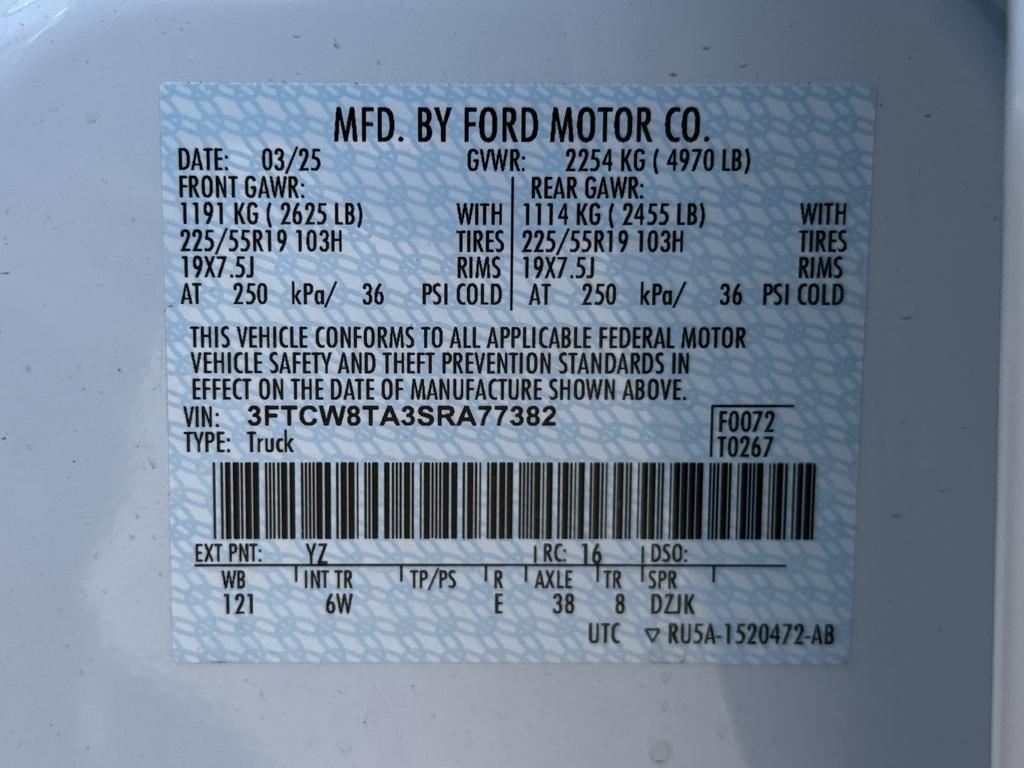 MFD. BY FORD MOTOR CO.
DATE: 03/25 GVWR: 2254 KG ( 4970 LB)
FRONT GAWR: REAR GAWR:
1191 KG ( 2625 LB) WITH 1114 KG ( 2455 LB) WITH
225/55R19 103H TIRES 225/55R19 103H TIRES
19X7.5J RIMS 19X7.5J RIMS
AT 250 kPa/ 36 PSI COLD AT 250 kPa/ 36 PSI COLD
THIS VEHICLE CONFORMS TO ALL APPLICABLE FEDERAL MOTOR
VEHICLE SAFETY AND THEFT PREVENTION STANDARDS IN
EFFECT ON THE DATE OF MANUFACTURE SHOWN ABOVE.
VIN: 3FTCW8TA3SRA77382 F0072
TYPE: Truck T0267
EXT PNT: YZ RC: 16 DSO:
WB INT TR TP/PS R AXLE TR SPR
121 6W E 38 8 DZJK
UTC ▽ RU5A-1520472-AB